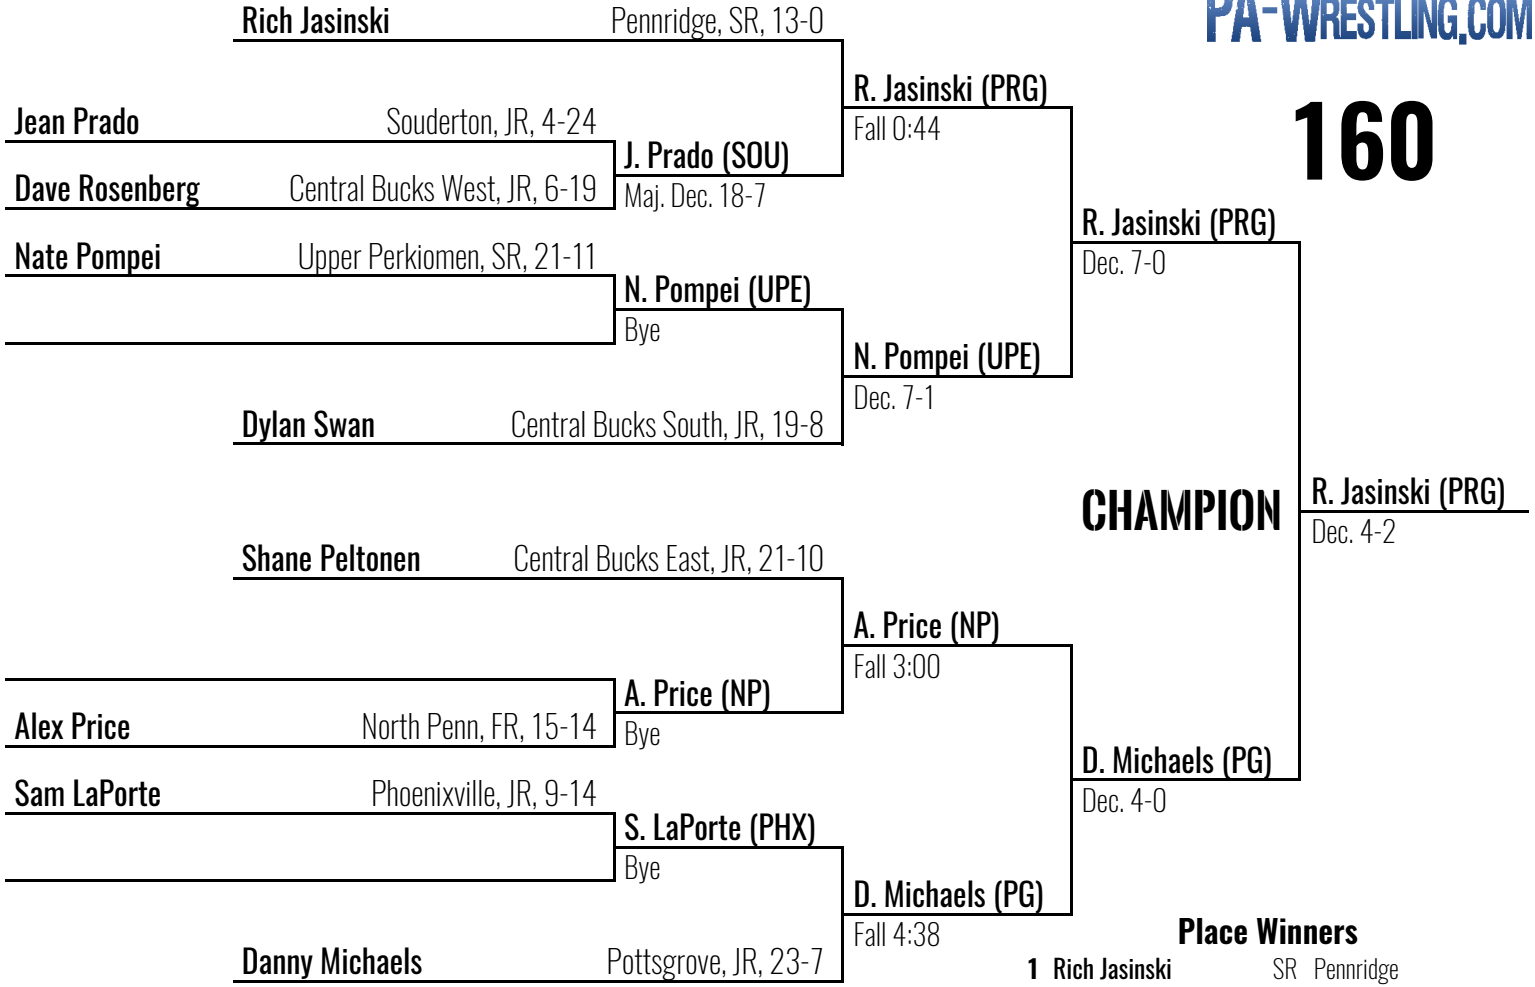 PA-WRESTLING.COM
Rich Jasinski Pennridge, SR, 13-0
R. Jasinski (PRG)
Fall 0:44
160
Jean Prado Souderton, JR, 4-24
J. Prado (SOU)
Maj. Dec. 18-7
Dave Rosenberg Central Bucks West, JR, 6-19
R. Jasinski (PRG)
Dec. 7-0
Nate Pompei Upper Perkiomen, SR, 21-11
N. Pompei (UPE)
Bye
N. Pompei (UPE)
Dec. 7-1
Dylan Swan Central Bucks South, JR, 19-8
CHAMPION
R. Jasinski (PRG)
Dec. 4-2
Shane Peltonen Central Bucks East, JR, 21-10
A. Price (NP)
Fall 3:00
A. Price (NP)
Bye
Alex Price North Penn, FR, 15-14
D. Michaels (PG)
Dec. 4-0
Sam LaPorte Phoenixville, JR, 9-14
S. LaPorte (PHX)
Bye
D. Michaels (PG)
Fall 4:38
Danny Michaels Pottsgrove, JR, 23-7
Place Winners
1 Rich Jasinski SR Pennridge